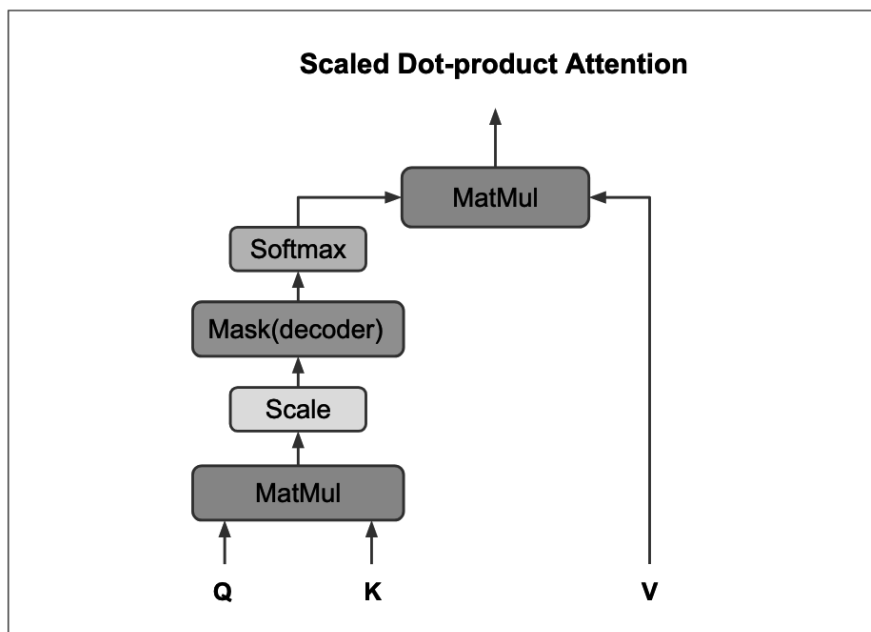 Scaled Dot-product Attention
MatMul
Softmax
Mask(decoder)
Scale
MatMul
Q K V